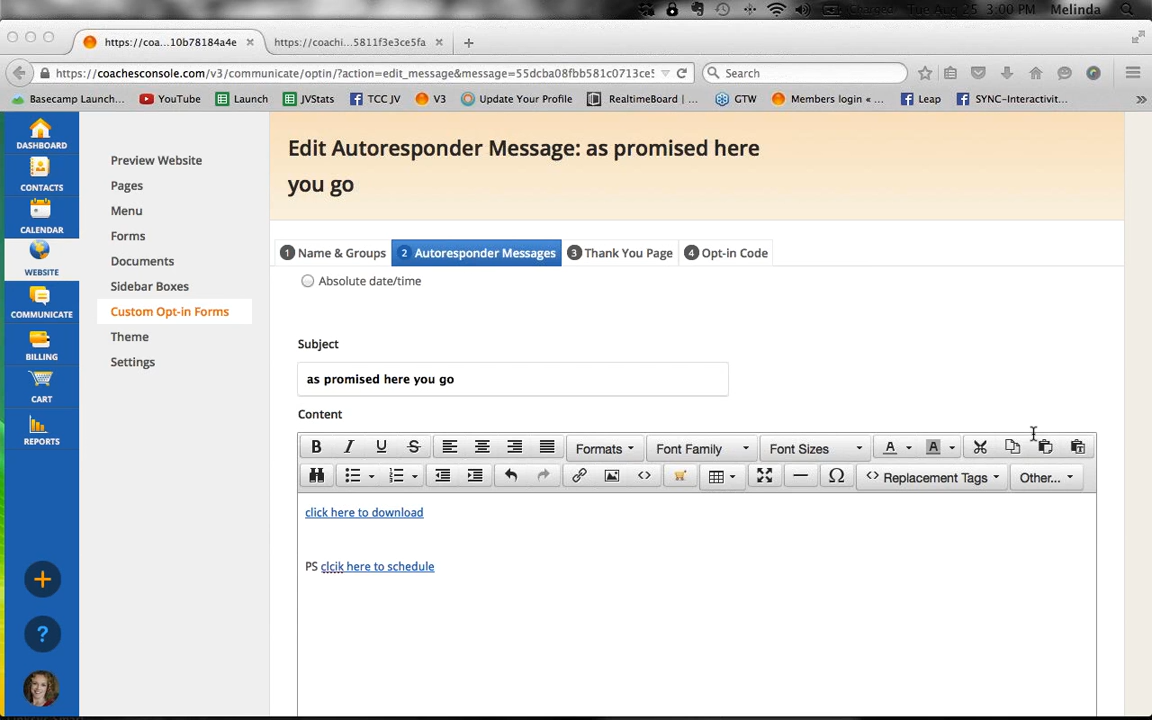 Charged Tue Aug 25 3:00 PM Melinda
https://coa...10b78184a4e
https://coachi...5811f3e3ce5fa
https://coachesconsole.com/v3/communicate/optin/?action=edit_message&message=55dcba08fbb581c0713ce5
Search
Basecamp Launch... YouTube Launch JVStats TCC JV V3 Update Your Profile RealtimeBoard | ... GTW Members login « ... Leap SYNC-Interactivit...
DASHBOARD
CONTACTS
CALENDAR
WEBSITE
COMMUNICATE
BILLING
CART
REPORTS
Preview Website
Pages
Menu
Forms
Documents
Sidebar Boxes
Custom Opt-in Forms
Theme
Settings
Edit Autoresponder Message: as promised here
you go
1 Name & Groups 2 Autoresponder Messages 3 Thank You Page 4 Opt-in Code
Absolute date/time
Subject
as promised here you go
Content
Formats Font Family Font Sizes
Replacement Tags Other...
click here to download
PS clcik here to schedule